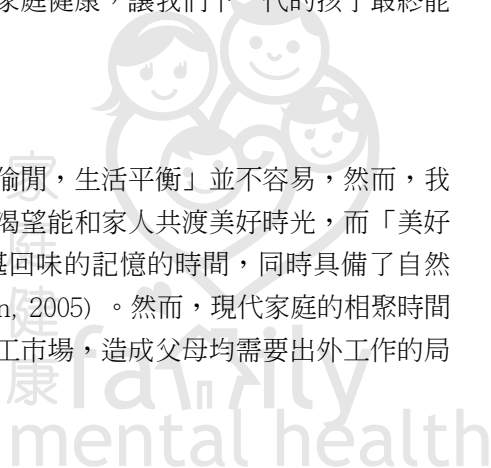 家庭健康，讓我們下一代的孩子最終能
偷閒，生活平衡」並不容易，然而，我
渴望能和家人共渡美好時光，而「美好
回味的記憶的時間，同時具備了自然
n, 2005) 。然而，現代家庭的相聚時間
工市場，造成父母均需要出外工作的局
家庭健康
family
mental health